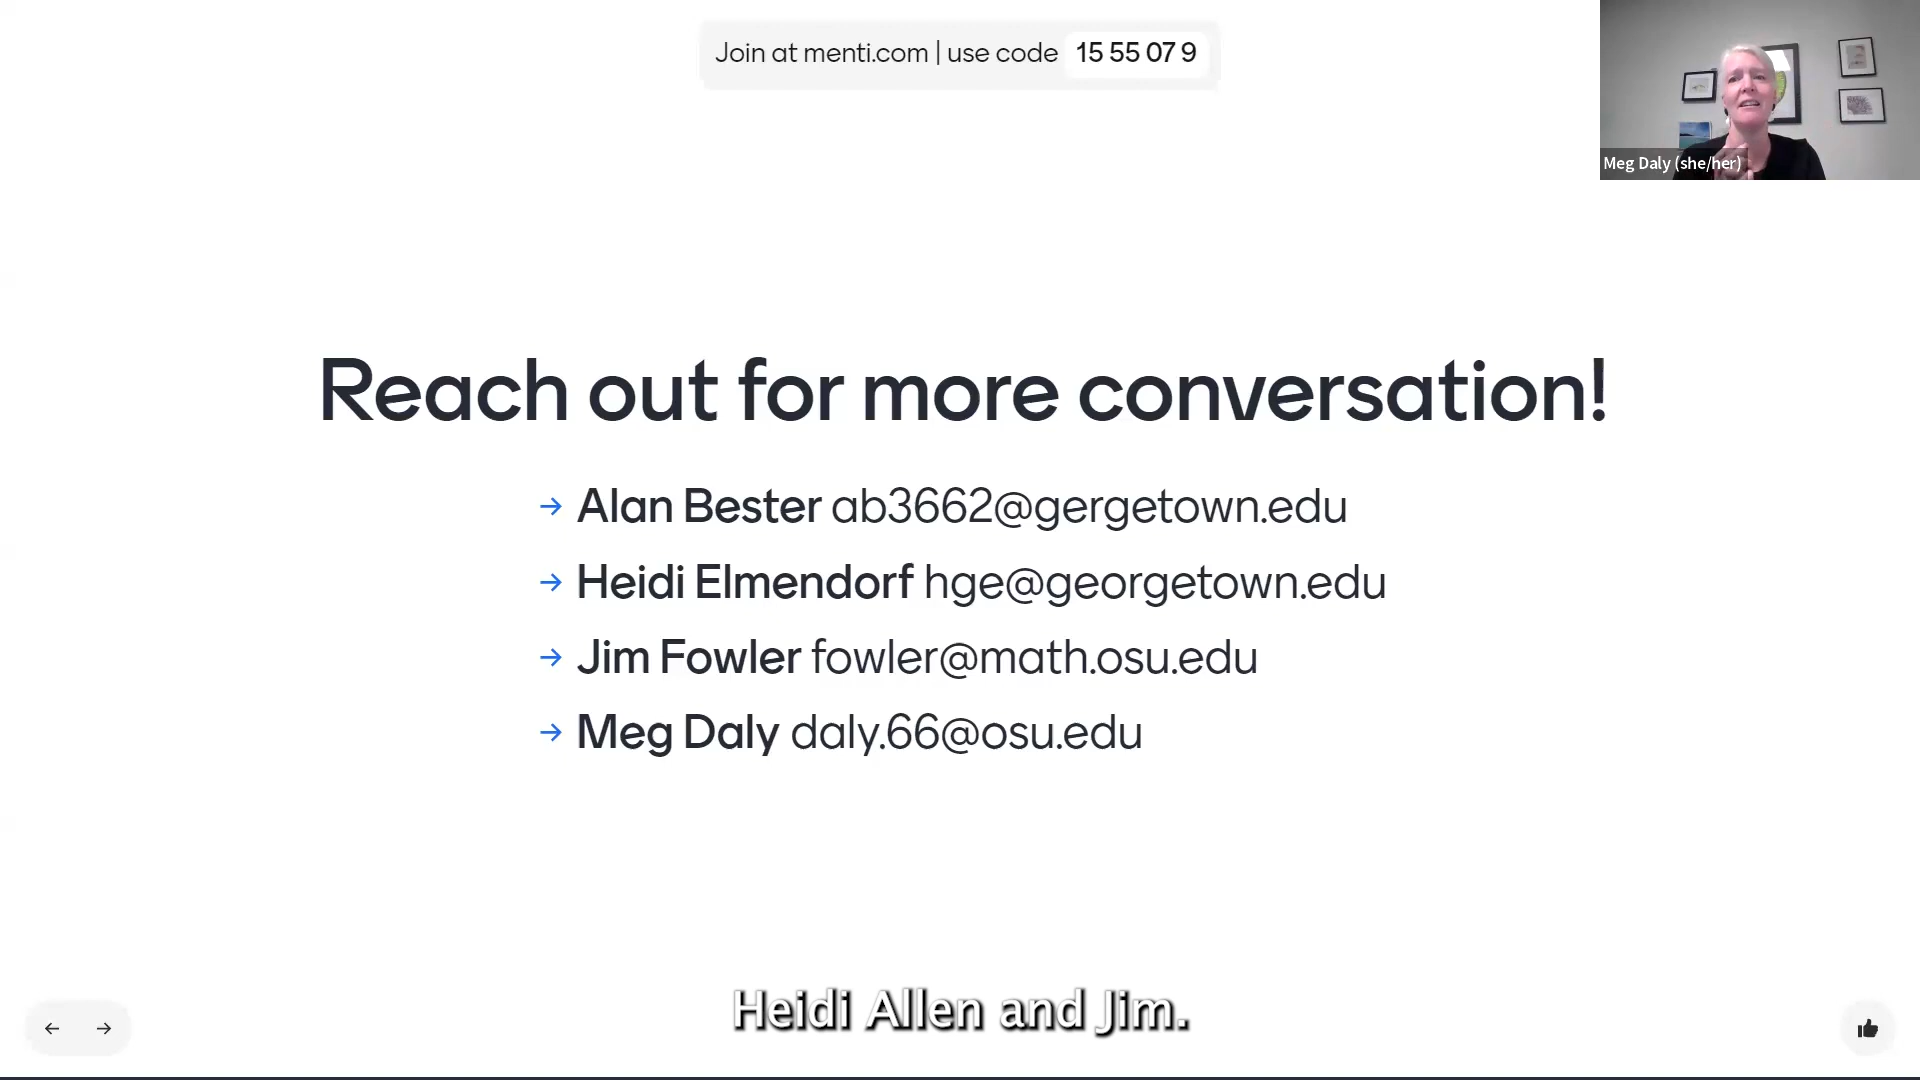 Join at menti.com | use code 15 55 07 9
Meg Daly (she/her)
Reach out for more conversation!
→ Alan Bester ab3662@gergetown.edu
→ Heidi Elmendorf hge@georgetown.edu
→ Jim Fowler fowler@math.osu.edu
→ Meg Daly daly.66@osu.edu
Heidi Allen and Jim.